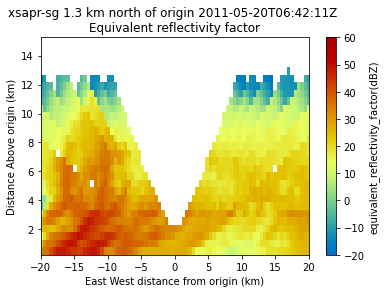 xsapr-sg 1.3 km north of origin 2011-05-20T06:42:11Z
Equivalent reflectivity factor
14
12
10
8
6
4
2
Distance Above origin (km)
−20 −15 −10 −5 0 5 10 15 20
East West distance from origin (km)
60
50
40
30
20
10
0
−10
−20
equivalent_reflectivity_factor(dBZ)